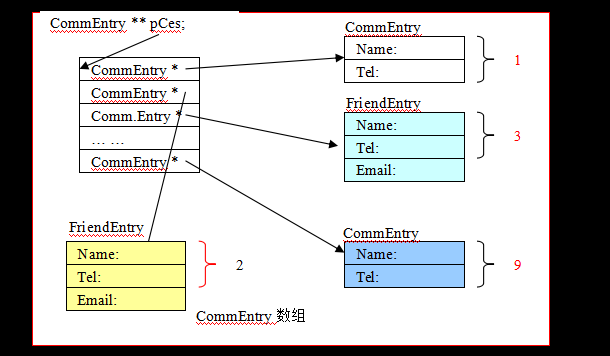 CommEntry ** pCes;
CommEntry *
CommEntry *
Comm.Entry *
… …
CommEntry *
CommEntry
Name:
Tel:
1
FriendEntry
Name:
Tel:
Email:
3
FriendEntry
Name:
Tel:
Email:
2
CommEntry
Name:
Tel:
9
CommEntry 数组